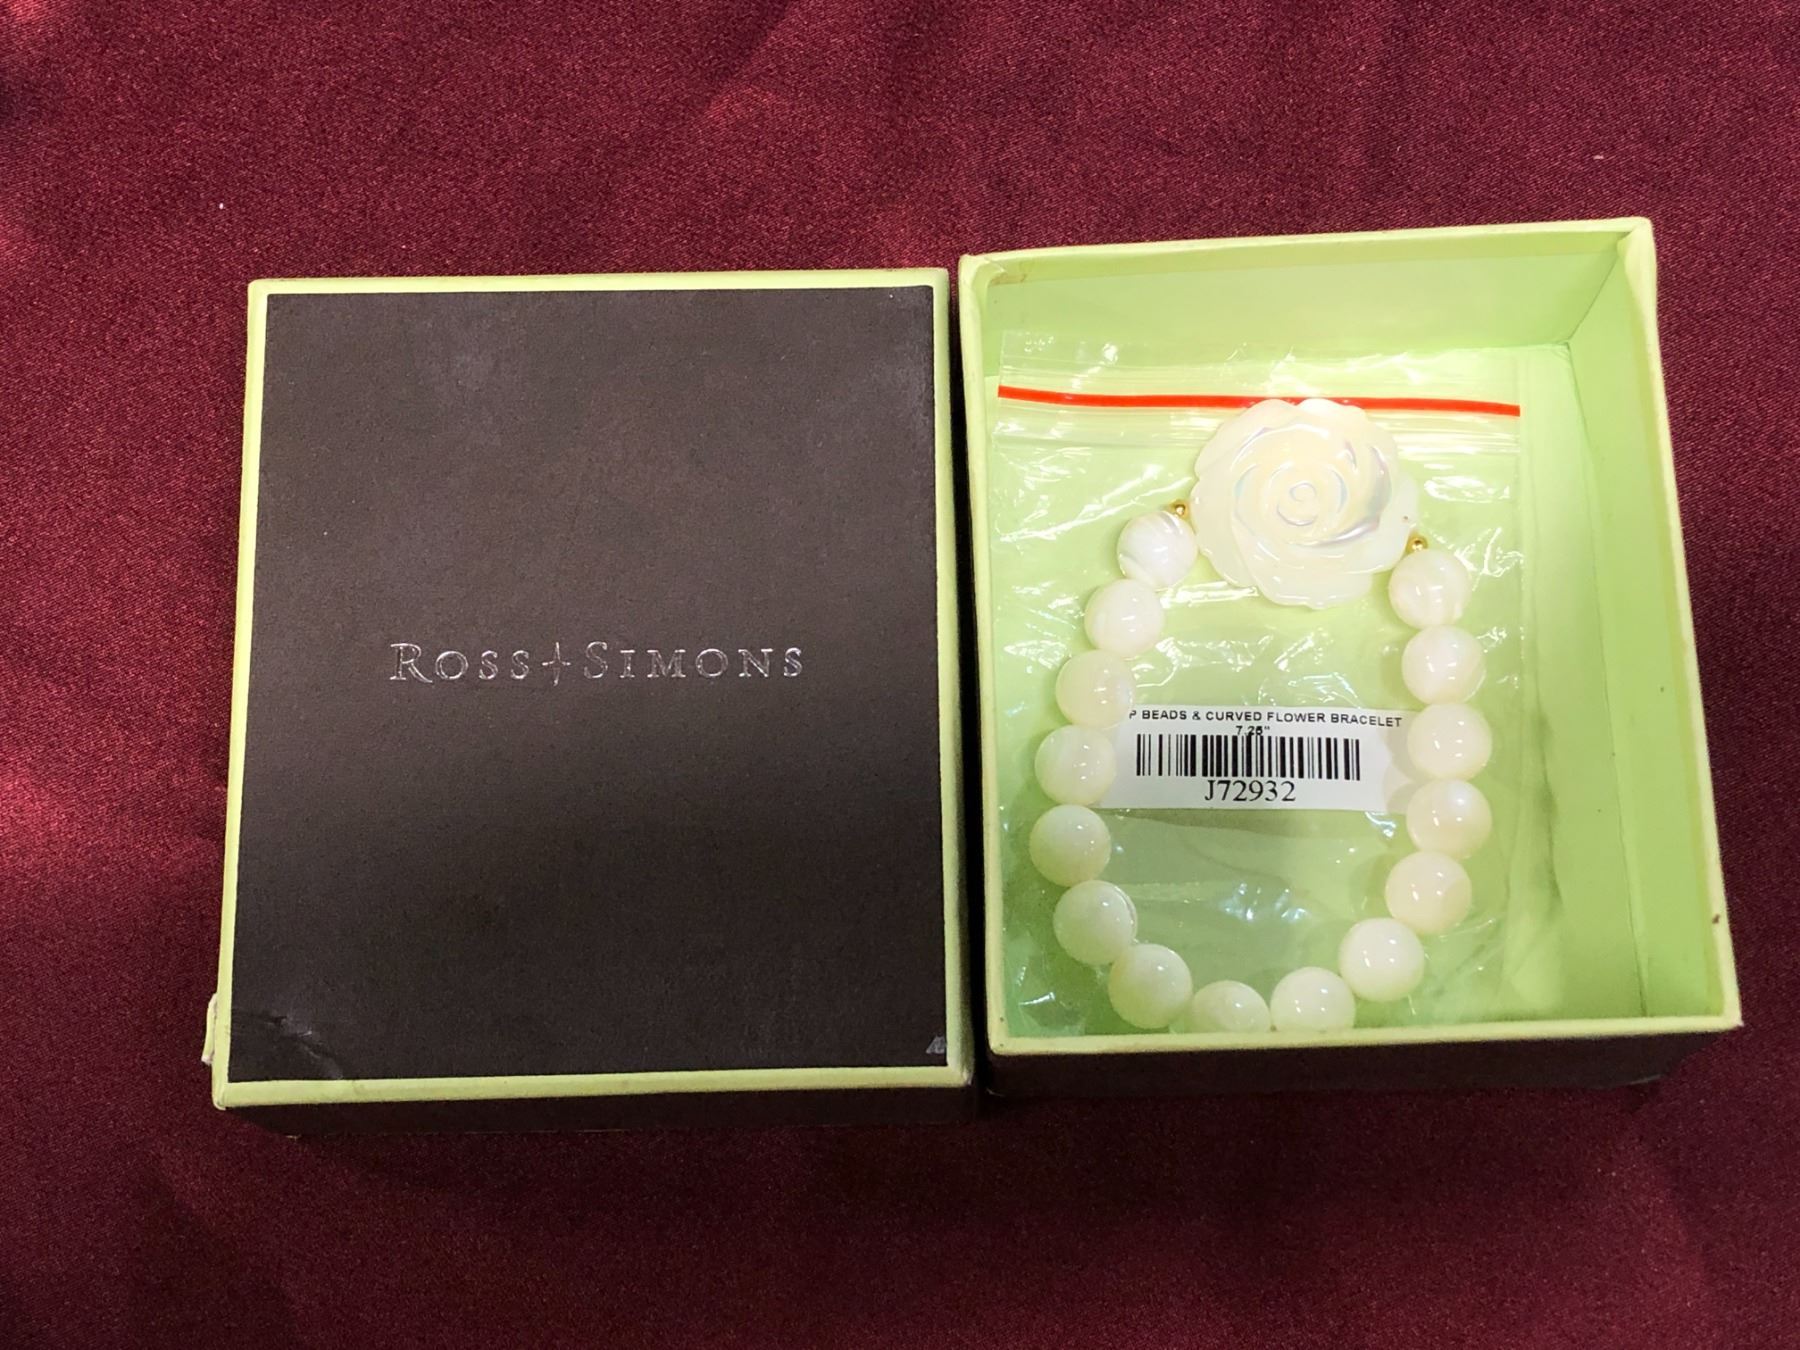 ROSS+SIMONS
P BEADS & CURVED FLOWER BRACELET
7.25"
J72932